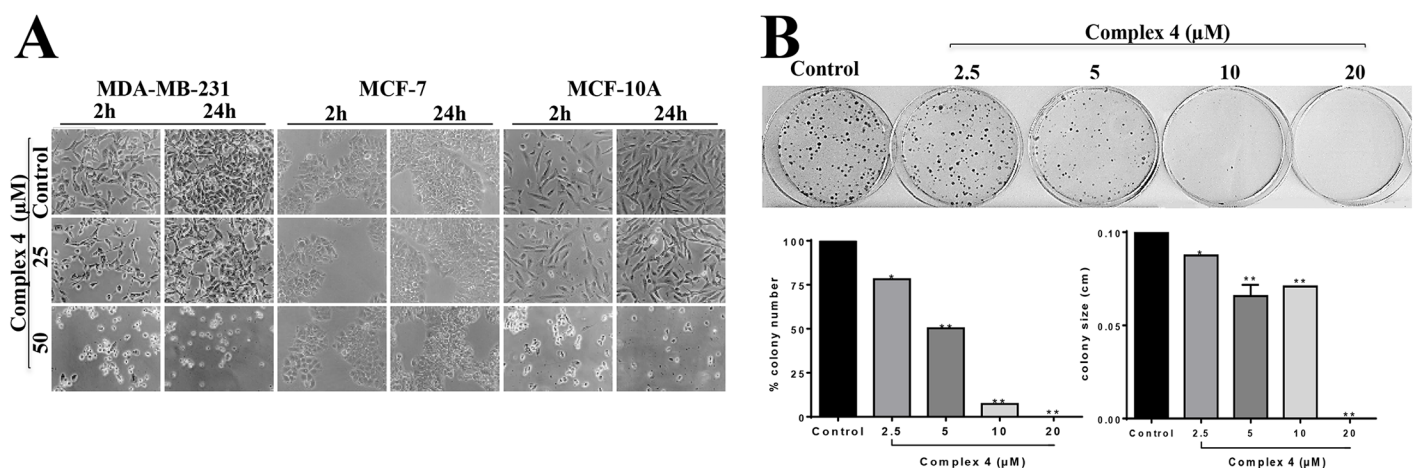 A
MDA-MB-231 MCF-7 MCF-10A
2h 24h 2h 24h 2h 24h
Complex 4 (µM)
Control
25
50
B
Complex 4 (µM)
Control 2.5 5 10 20
% colony number
100
75
50
25
0
*
**
**
**
Control 2.5 5 10 20
Complex 4 (µM)
colony size (cm)
0.10
0.05
0.00
*
**
**
**
Control 2.5 5 10 20
Complex 4 (µM)